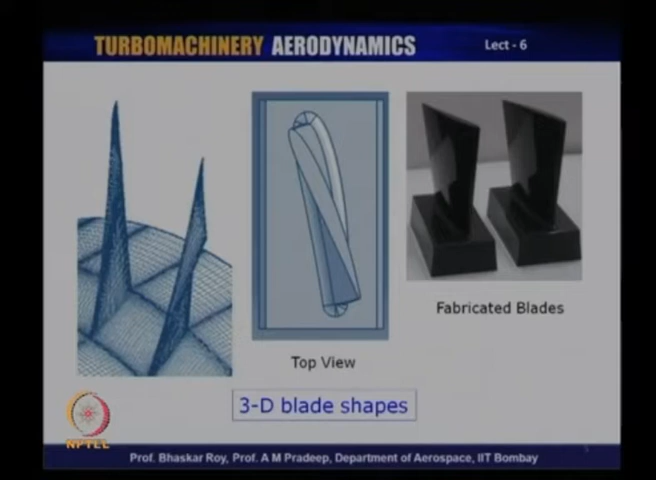 TURBOMACHINERY AERODYNAMICS
Lect - 6
Top View
Fabricated Blades
3-D blade shapes
NPTEL
Prof. Bhaskar Roy, Prof. A M Pradeep, Department of Aerospace, IIT Bombay